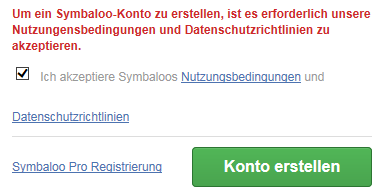 Um ein Symbaloo-Konto zu erstellen, ist es erforderlich unsere
Nutzungensbedingungen und Datenschutzrichtlinien zu
akzeptieren.
Ich akzeptiere Symbaloos Nutzungsbedingungen und
Datenschutzrichtlinien
Symbaloo Pro Registrierung
Konto erstellen